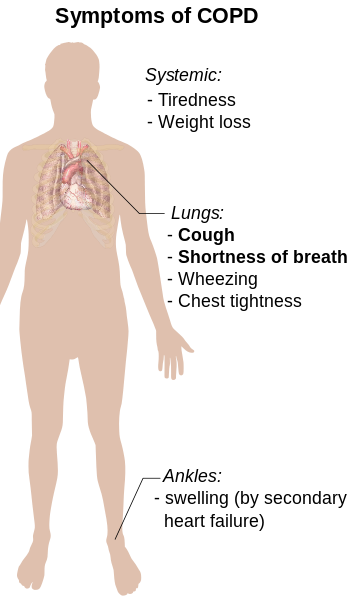 Symptoms of COPD
Systemic:
- Tiredness
- Weight loss
Lungs:
- Cough
- Shortness of breath
- Wheezing
- Chest tightness
Ankles:
- swelling (by secondary
heart failure)